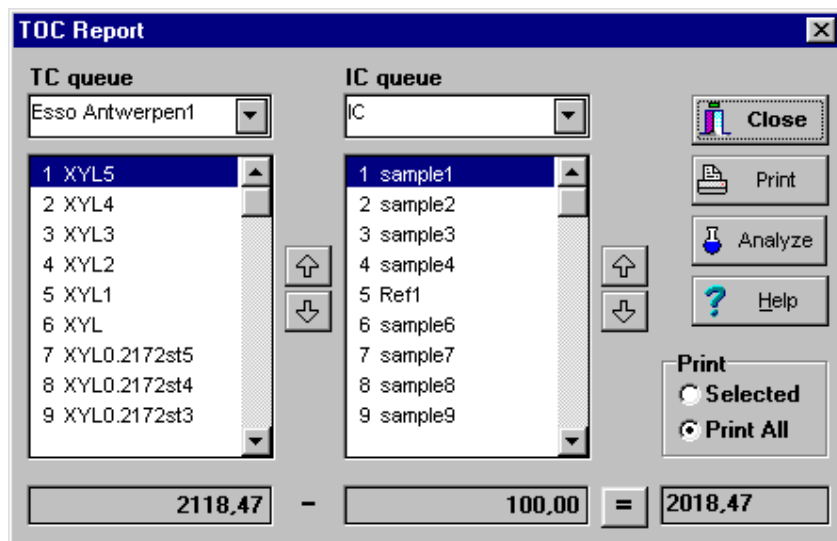 TOC Report
TC queue
Esso Antwerpen1
1 XYL5
2 XYL4
3 XYL3
4 XYL2
5 XYL1
6 XYL
7 XYL0.2172st5
8 XYL0.2172st4
9 XYL0.2172st3
IC queue
IC
1 sample1
2 sample2
3 sample3
4 sample4
5 Ref1
6 sample6
7 sample7
8 sample8
9 sample9
Close
Print
Analyze
Help
Print
Selected
Print All
2118,47 - 100,00 = 2018,47